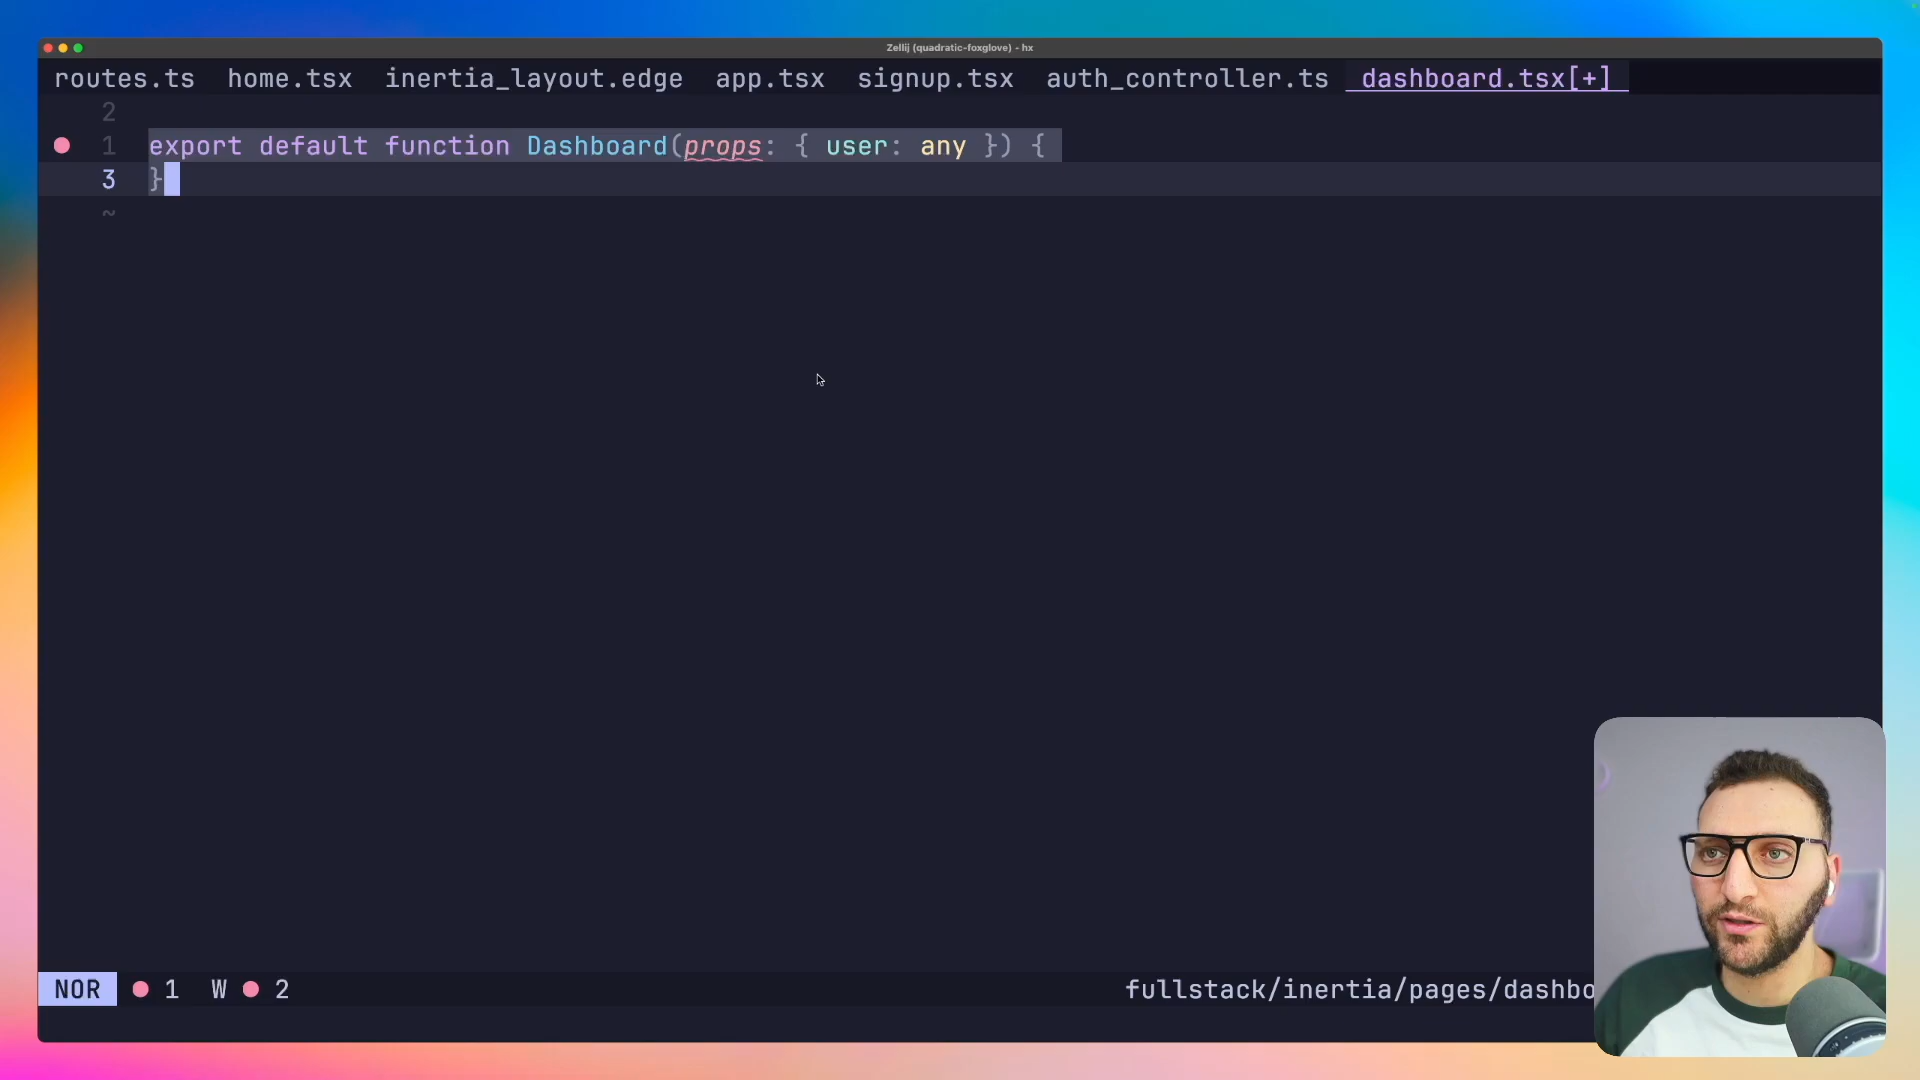 Zellij (quadratic-foxglove) - hx
routes.ts home.tsx inertia_layout.edge app.tsx signup.tsx auth_controller.ts dashboard.tsx[+]
2
1 export default function Dashboard(props: { user: any }) {
3 }
~
NOR 1 W 2 fullstack/inertia/pages/dashbo